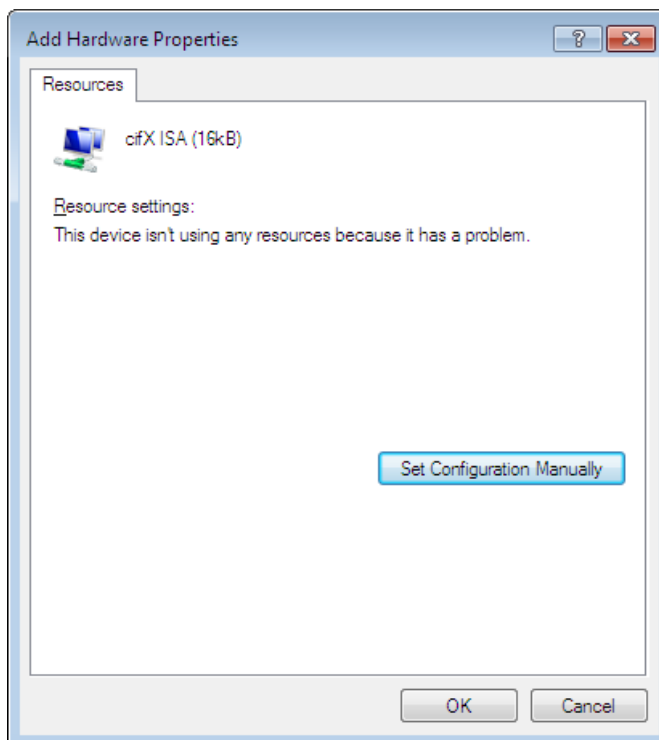 Add Hardware Properties
Resources
cifX ISA (16kB)
Resource settings:
This device isn't using any resources because it has a problem.
Set Configuration Manually
OK
Cancel